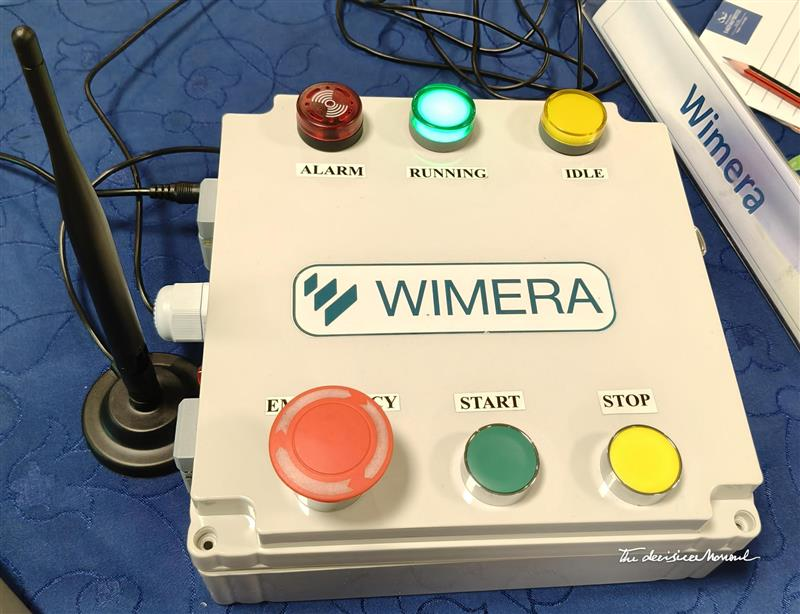 ALARM
RUNNING
IDLE
Wimera
WIMERA
START
STOP